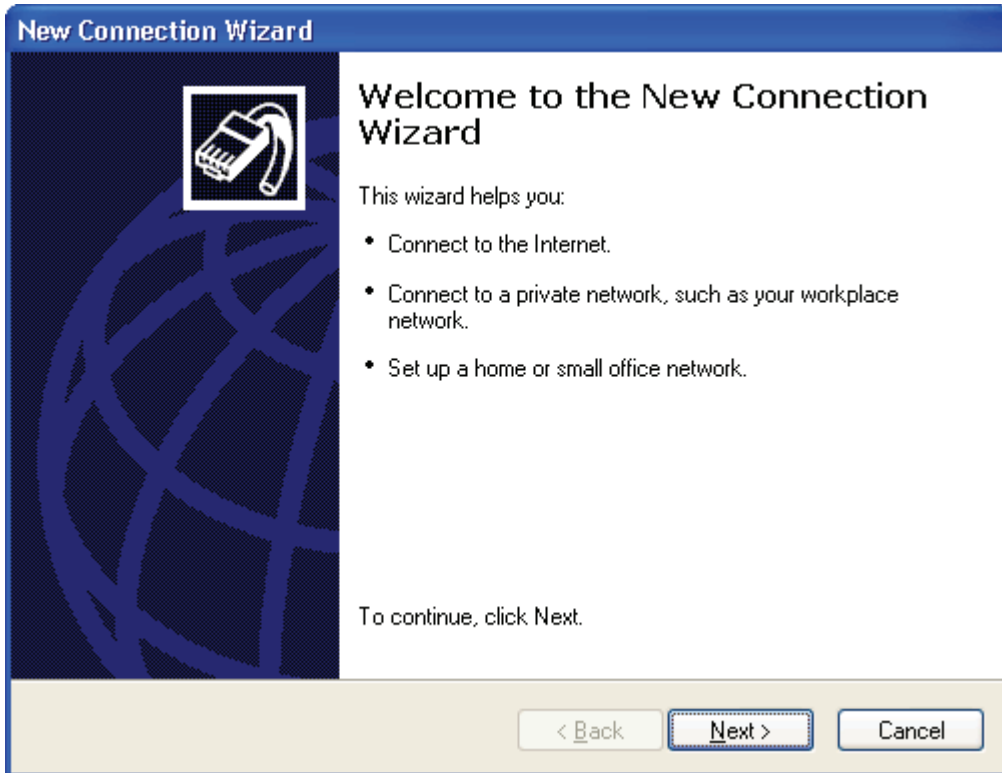 New Connection Wizard
Welcome to the New Connection
Wizard
This wizard helps you:
• Connect to the Internet.
• Connect to a private network, such as your workplace
network.
• Set up a home or small office network.
To continue, click Next.
< Back
Next >
Cancel